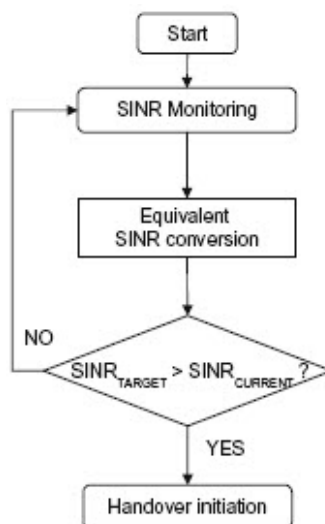 Start
SINR Monitoring
Equivalent
SINR conversion
NO
SINR_TARGET > SINR_CURRENT ?
YES
Handover initiation